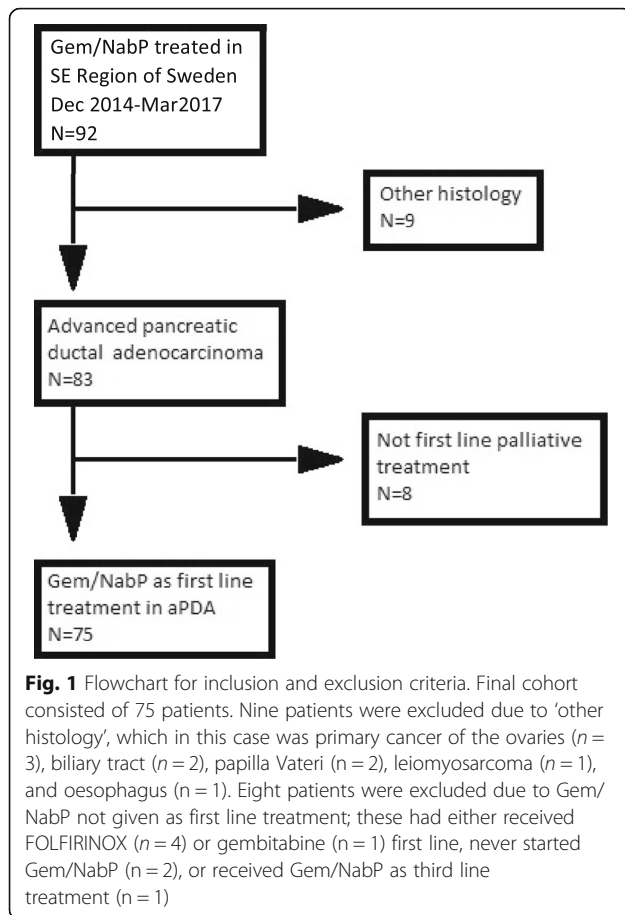 Gem/NabP treated in
SE Region of Sweden
Dec 2014-Mar2017
N=92
Other histology
N=9
Advanced pancreatic
ductal adenocarcinoma
N=83
Not first line palliative
treatment
N=8
Gem/NabP as first line
treatment in aPDA
N=75
Fig. 1 Flowchart for inclusion and exclusion criteria. Final cohort
consisted of 75 patients. Nine patients were excluded due to ‘other
histology’, which in this case was primary cancer of the ovaries (n =
3), biliary tract (n = 2), papilla Vateri (n = 2), leiomyosarcoma (n = 1),
and oesophagus (n = 1). Eight patients were excluded due to Gem/
NabP not given as first line treatment; these had either received
FOLFIRINOX (n = 4) or gembitabine (n = 1) first line, never started
Gem/NabP (n = 2), or received Gem/NabP as third line
treatment (n = 1)